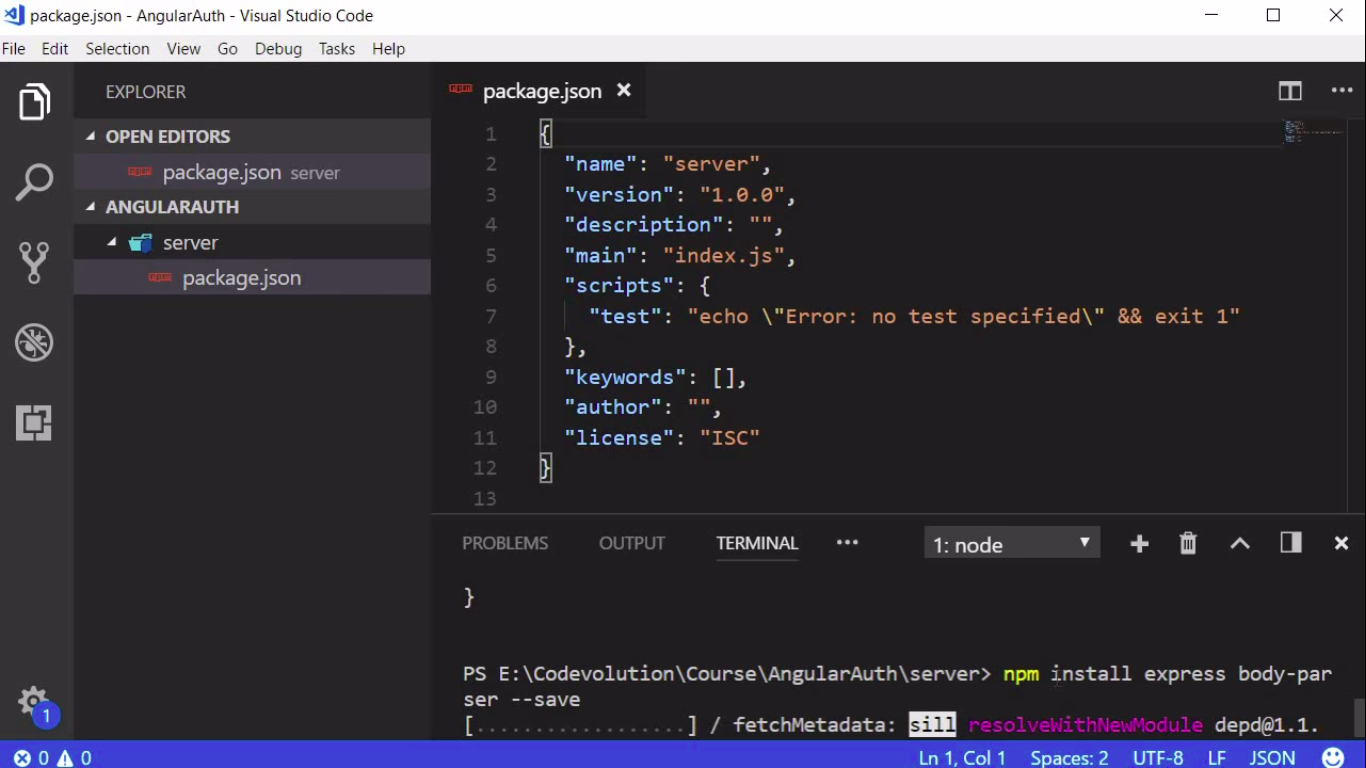 package.json - AngularAuth - Visual Studio Code
File Edit Selection View Go Debug Tasks Help
EXPLORER
OPEN EDITORS
package.json server
ANGULARAUTH
server
package.json
1
package.json
1 {
2 "name": "server",
3 "version": "1.0.0",
4 "description": "",
5 "main": "index.js",
6 "scripts": {
7 "test": "echo \"Error: no test specified\" && exit 1"
8 },
9 "keywords": [],
10 "author": "",
11 "license": "ISC"
12 }
13
PROBLEMS OUTPUT TERMINAL ••• 1: node
}
PS E:\Codevolution\Course\AngularAuth\server> npm install express body-par
ser --save
[..................] / fetchMetadata: sill resolveWithNewModule depd@1.1.
0 0 Ln 1, Col 1 Spaces: 2 UTF-8 LF JSON